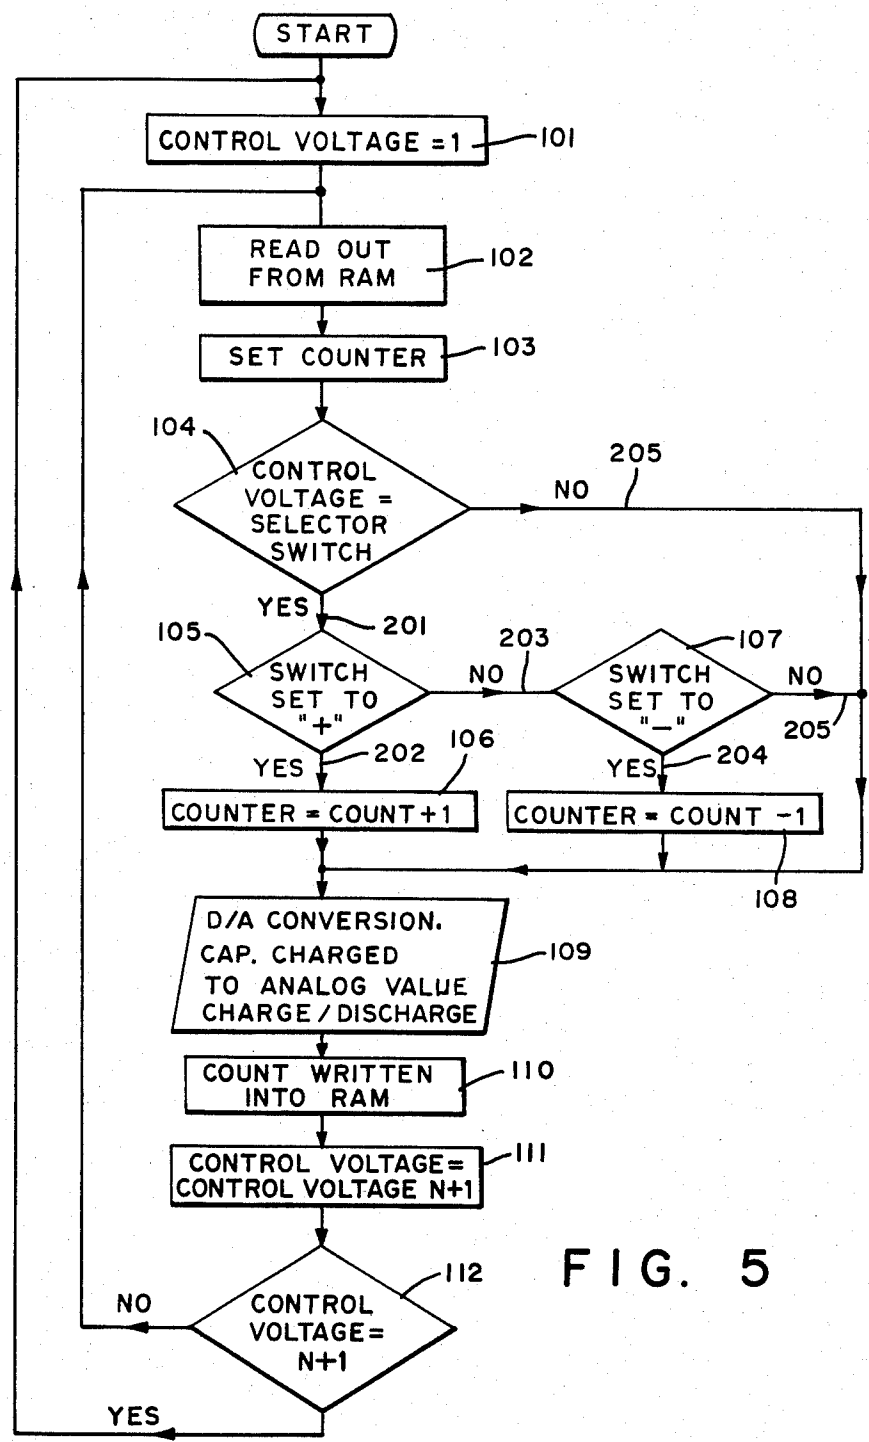 START
CONTROL VOLTAGE = 1
101
READ OUT
FROM RAM
102
SET COUNTER
103
104
CONTROL
VOLTAGE =
SELECTOR
SWITCH
NO
205
YES
201
105
SWITCH
SET TO
"+"
NO
203
107
SWITCH
SET TO
"—"
NO
205
YES
202
106
YES
204
COUNTER = COUNT +1
COUNTER = COUNT -1
108
D/A CONVERSION.
CAP. CHARGED
TO ANALOG VALUE
CHARGE / DISCHARGE
109
COUNT WRITTEN
INTO RAM
110
CONTROL VOLTAGE =
CONTROL VOLTAGE N+1
111
112
CONTROL
VOLTAGE =
N+1
NO
YES
FIG. 5